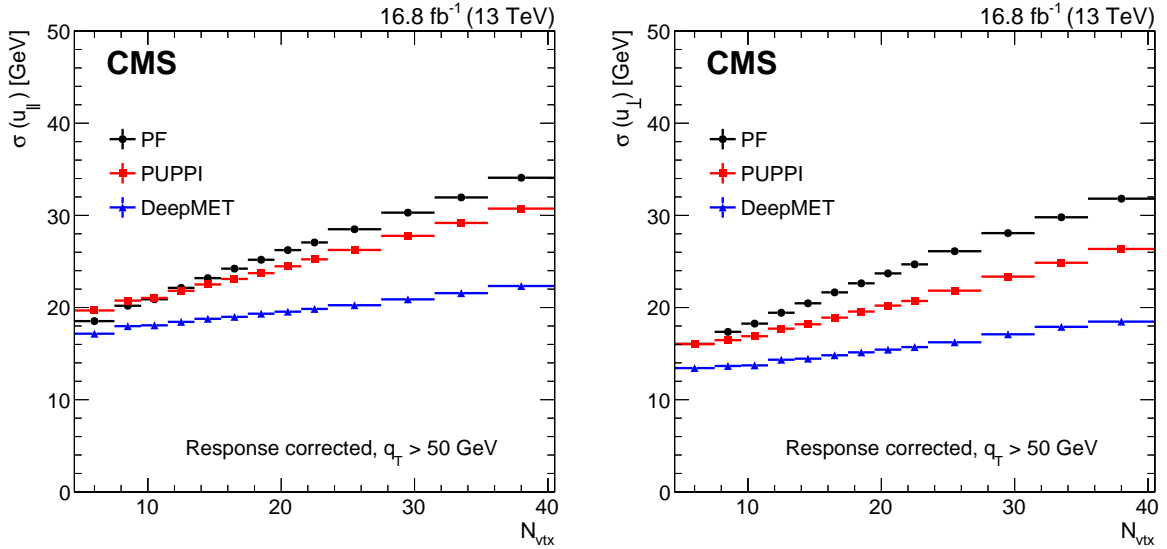 16.8 fb⁻¹ (13 TeV)
σ (u∥) [GeV]
CMS
PF
PUPPI
DeepMET
Response corrected, qT > 50 GeV
50
40
30
20
10
0
10 20 30 40
Nvtx
16.8 fb⁻¹ (13 TeV)
σ (u⊥) [GeV]
CMS
PF
PUPPI
DeepMET
Response corrected, qT > 50 GeV
50
40
30
20
10
0
10 20 30 40
Nvtx